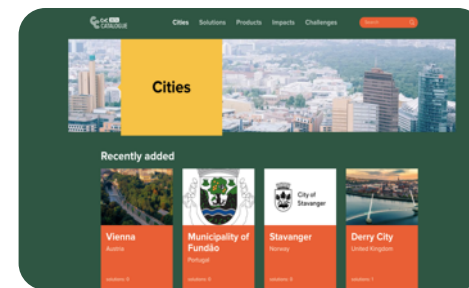 CATALOGUE
Cities Solutions Products Impacts Challenges Search
Cities
Recently added
Vienna
Austria
Municipality of
Fundão
Portugal
City of
Stavanger
Stavanger
Norway
Derry City
United Kingdom